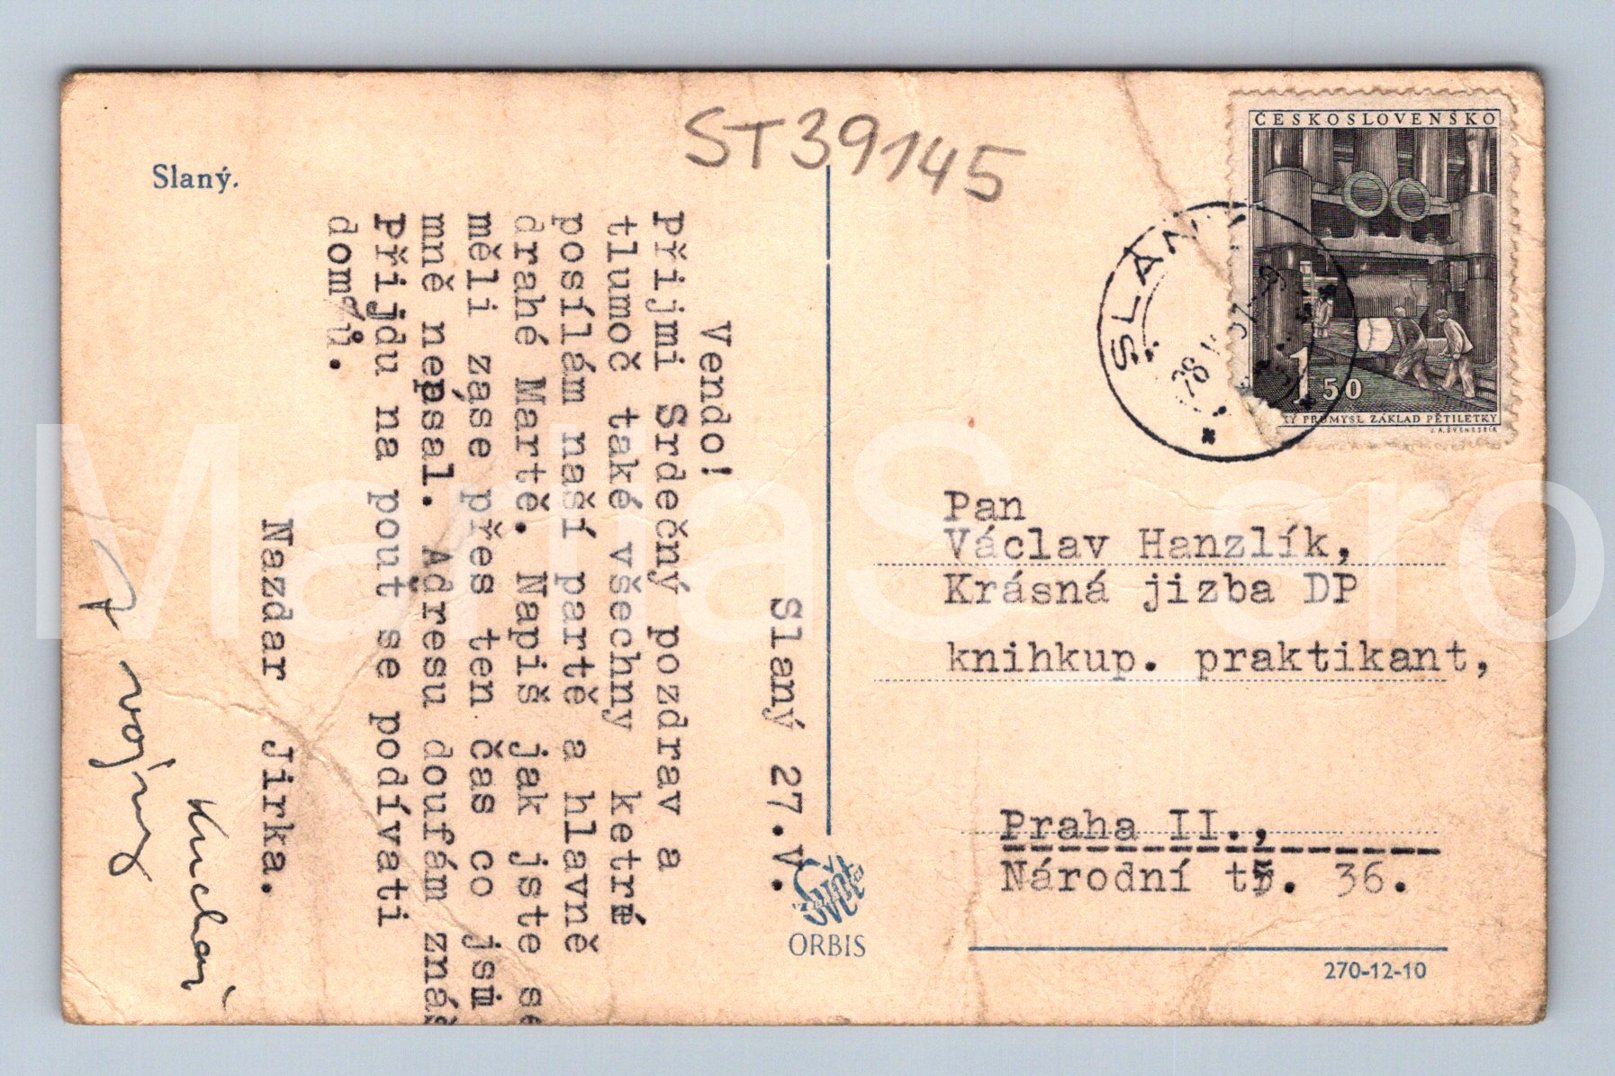 Slaný.
ST39145
Slaný 27.V.
Vendo!
Přijmi Srdečný pozdrav a
tlumoč také všechny ketré
posílám naší partě a hlavně
drahé Martě. Napiš jak jste se
měli zase přes ten čas co jsi
mně nepsal. Adresu doufám znáš
Přijdu na pout se podívati
domů.
Nazdar Jirka.
ČESKOSLOVENSKO
1 50
KÝ PRŮMYSL ZÁKLAD PĚTILETKY
J.A.ŠVENGSBÍR
SLANÝ
Pan
Václav Hanzlík,
Krásná jizba DP
knihkup. praktikant,
Praha II.,
Národní tř. 36.
ORBIS
270-12-10